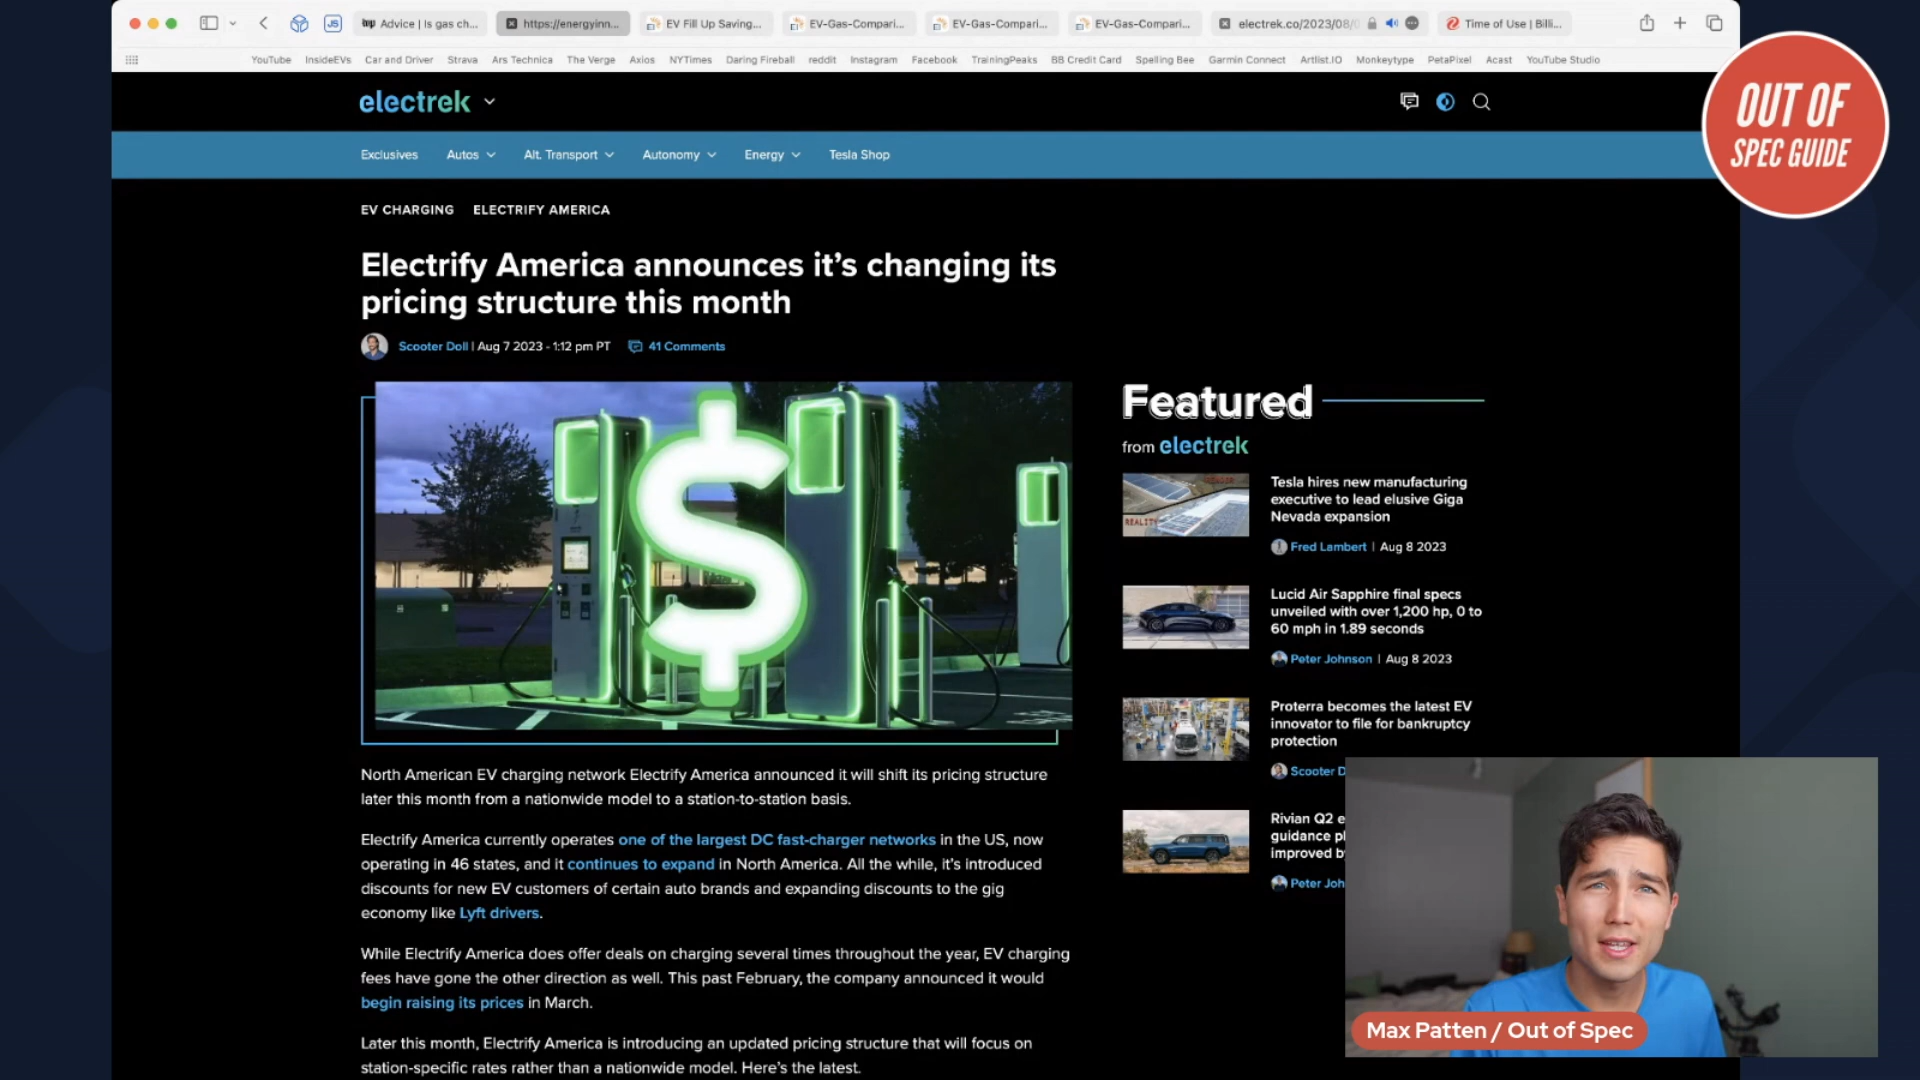 Advice | Is gas ch...
https://energyinn...
EV Fill Up Saving...
EV-Gas-Compari...
EV-Gas-Compari...
EV-Gas-Compari...
electrek.co/2023/08/
Time of Use | Billi...
YouTube InsideEVs Car and Driver Strava Ars Technica The Verge Axios NYTimes Daring Fireball reddit Instagram Facebook TrainingPeaks BB Credit Card Spelling Bee Garmin Connect Artlist.IO Monkeytype PetaPixel Acast YouTube Studio
OUT OF
SPEC GUIDE
electrek
Exclusives Autos Alt. Transport Autonomy Energy Tesla Shop
EV CHARGING ELECTRIFY AMERICA
Electrify America announces it's changing its
pricing structure this month
Scooter Doll | Aug 7 2023 - 1:12 pm PT 41 Comments
$
North American EV charging network Electrify America announced it will shift its pricing structure
later this month from a nationwide model to a station-to-station basis.
Electrify America currently operates one of the largest DC fast-charger networks in the US, now
operating in 46 states, and it continues to expand in North America. All the while, it's introduced
discounts for new EV customers of certain auto brands and expanding discounts to the gig
economy like Lyft drivers.
While Electrify America does offer deals on charging several times throughout the year, EV charging
fees have gone the other direction as well. This past February, the company announced it would
begin raising its prices in March.
Later this month, Electrify America is introducing an updated pricing structure that will focus on
station-specific rates rather than a nationwide model. Here's the latest.
Featured
from electrek
REALITY
Tesla hires new manufacturing
executive to lead elusive Giga
Nevada expansion
Fred Lambert | Aug 8 2023
Lucid Air Sapphire final specs
unveiled with over 1,200 hp, 0 to
60 mph in 1.89 seconds
Peter Johnson | Aug 8 2023
Proterra becomes the latest EV
innovator to file for bankruptcy
protection
Scooter D
Rivian Q2 e
guidance p
improved b
Peter Joh
Max Patten / Out of Spec